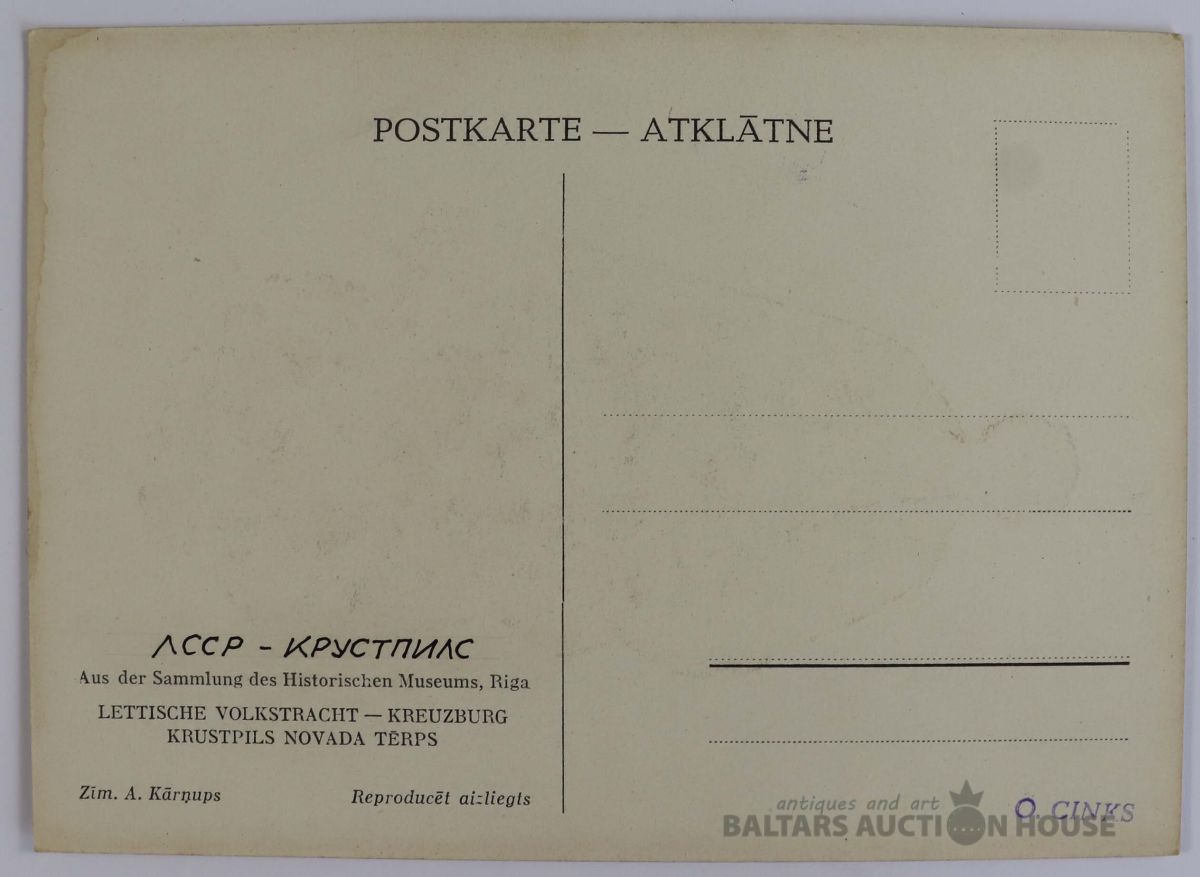 POSTKARTE — ATKLĀTNE
ЛССР - КРУСТПИЛС
Aus der Sammlung des Historischen Museums, Riga
LETTISCHE VOLKSTRACHT — KREUZBURG
KRUSTPILS NOVADA TĒRPS
Zīm. A. Kārņups
Reproducēt aizliegts
O. CINKS
antiques and art
BALTARS AUCTION HOUSE